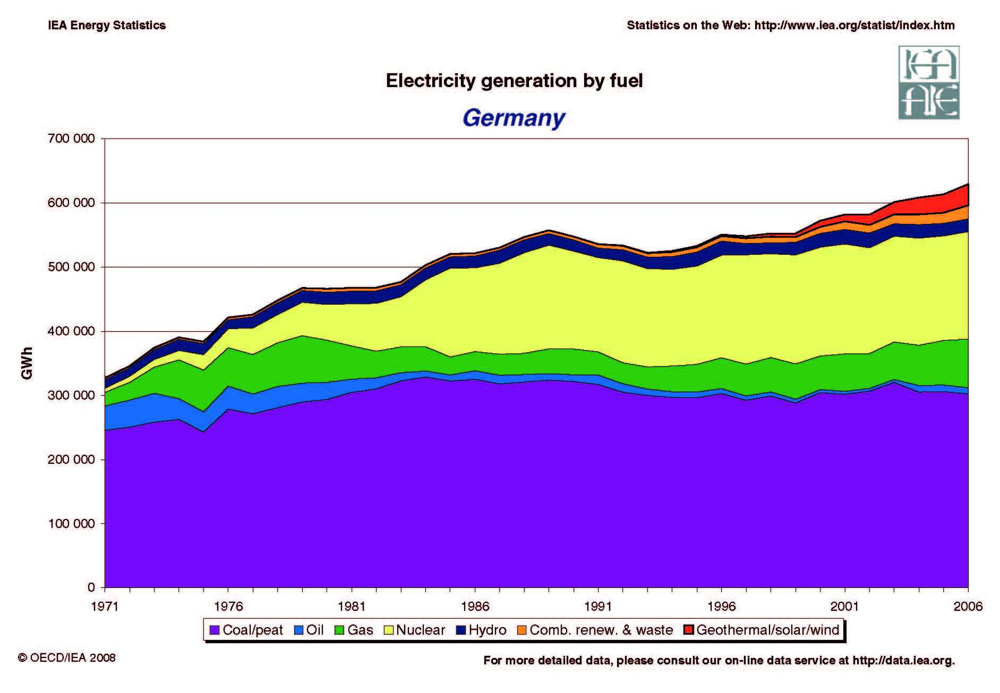 IEA Energy Statistics
Statistics on the Web: http://www.iea.org/statist/index.htm
IEA
AIE
Electricity generation by fuel
Germany
700 000
600 000
500 000
400 000
300 000
200 000
100 000
0
GWh
1971 1976 1981 1986 1991 1996 2001 2006
Coal/peat Oil Gas Nuclear Hydro Comb. renew. & waste Geothermal/solar/wind
© OECD/IEA 2008
For more detailed data, please consult our on-line data service at http://data.iea.org.